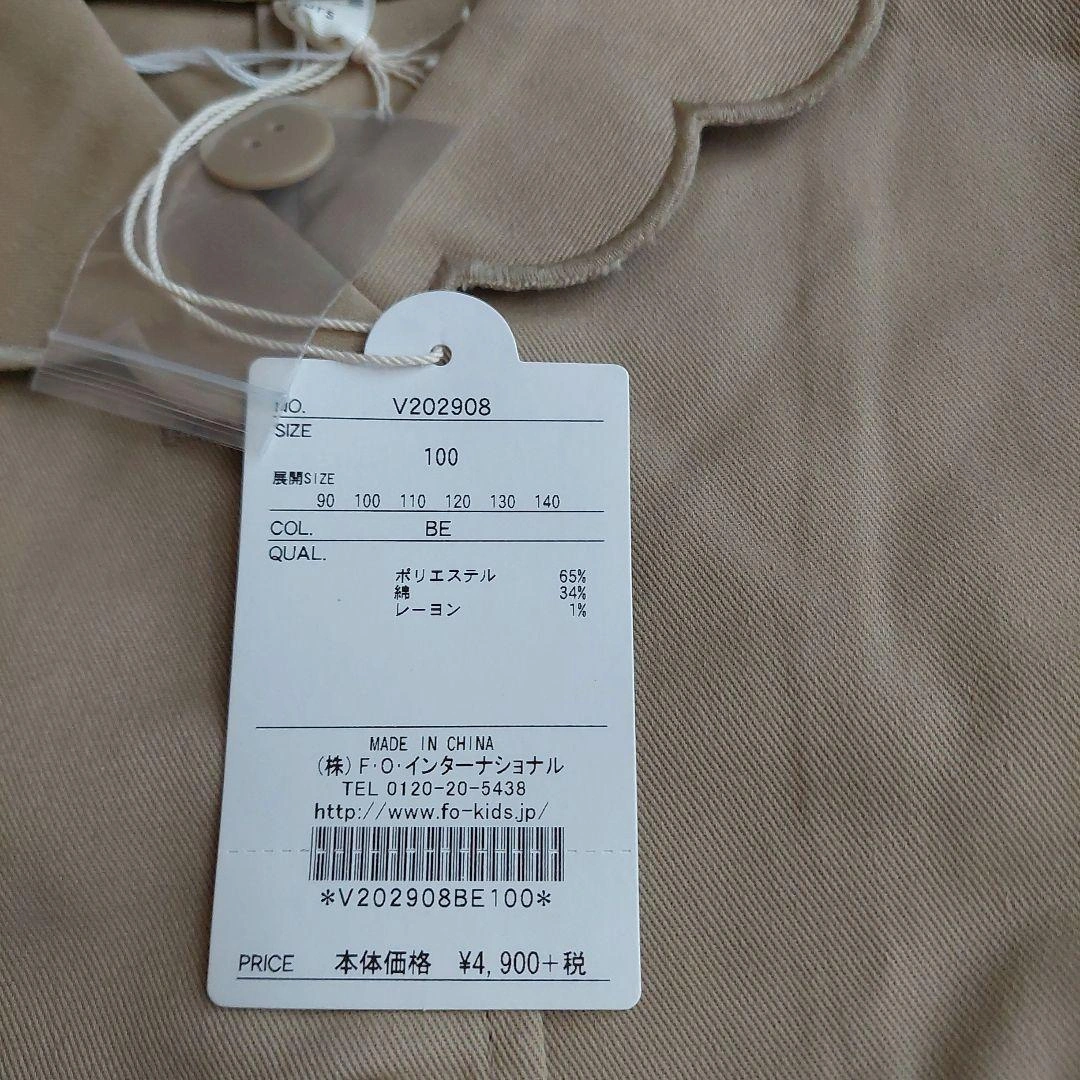 NO. V202908
SIZE
100
展開SIZE
90 100 110 120 130 140
COL. BE
QUAL.
ポリエステル 65%
綿 34%
レーヨン 1%
MADE IN CHINA
(株)F・O・インターナショナル
TEL 0120-20-5438
http://www.fo-kids.jp/
*V202908BE100*
PRICE 本体価格 ¥4,900+税